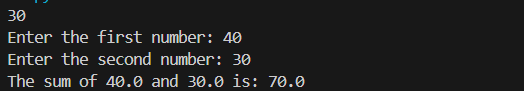 30
Enter the first number: 40
Enter the second number: 30
The sum of 40.0 and 30.0 is: 70.0